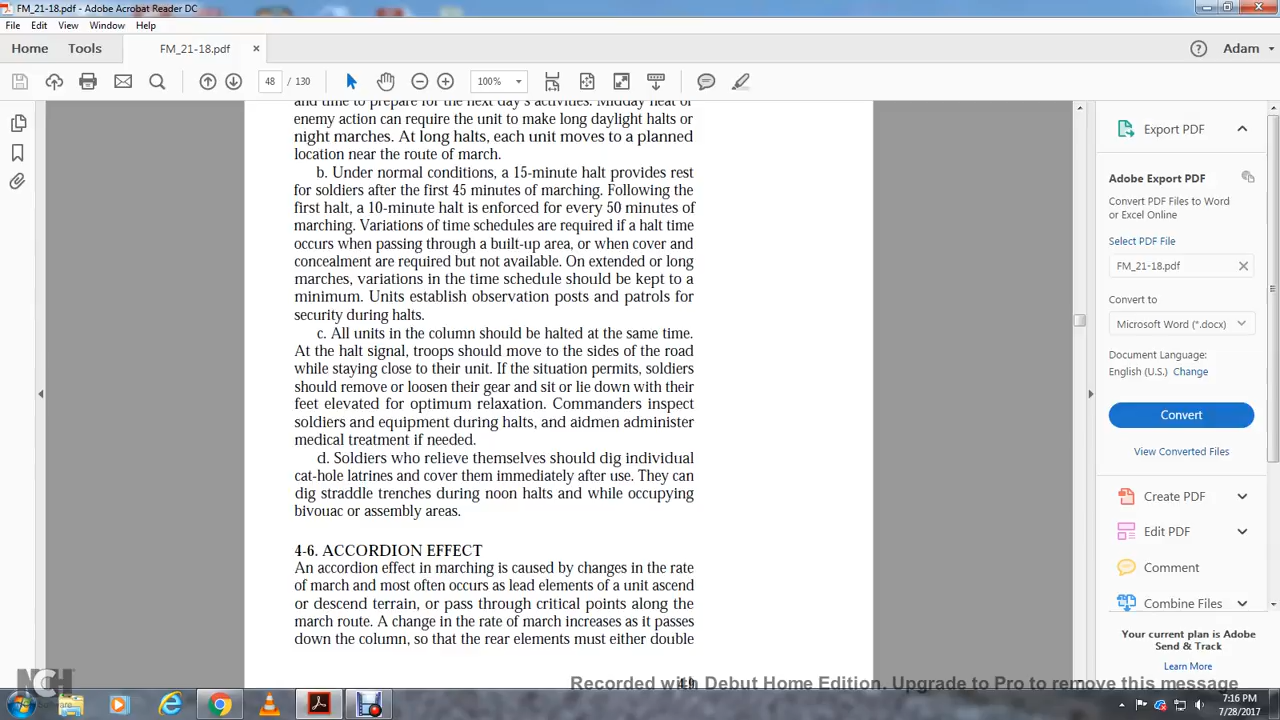 FM_21-18.pdf - Adobe Acrobat Reader DC
File Edit View Window Help
Home Tools FM_21-18.pdf × Adam
48 / 130 100%
and time to prepare for the next day's activities. Midday heat or
enemy action can require the unit to make long daylight halts or
night marches. At long halts, each unit moves to a planned
location near the route of march.
b. Under normal conditions, a 15-minute halt provides rest
for soldiers after the first 45 minutes of marching. Following the
first halt, a 10-minute halt is enforced for every 50 minutes of
marching. Variations of time schedules are required if a halt time
occurs when passing through a built-up area, or when cover and
concealment are required but not available. On extended or long
marches, variations in the time schedule should be kept to a
minimum. Units establish observation posts and patrols for
security during halts.
c. All units in the column should be halted at the same time.
At the halt signal, troops should move to the sides of the road
while staying close to their unit. If the situation permits, soldiers
should remove or loosen their gear and sit or lie down with their
feet elevated for optimum relaxation. Commanders inspect
soldiers and equipment during halts, and aidmen administer
medical treatment if needed.
d. Soldiers who relieve themselves should dig individual
cat-hole latrines and cover them immediately after use. They can
dig straddle trenches during noon halts and while occupying
bivouac or assembly areas.
4-6. ACCORDION EFFECT
An accordion effect in marching is caused by changes in the rate
of march and most often occurs as lead elements of a unit ascend
or descend terrain, or pass through critical points along the
march route. A change in the rate of march increases as it passes
down the column, so that the rear elements must either double
Export PDF
Adobe Export PDF
Convert PDF Files to Word
or Excel Online
Select PDF File
FM_21-18.pdf
Convert to
Microsoft Word (*.docx)
Document Language:
English (U.S.) Change
Convert
View Converted Files
Create PDF
Edit PDF
Comment
Combine Files
Your current plan is Adobe
Send & Track
Learn More
Recorded with Debut Home Edition. Upgrade to Pro to remove this message
NCH
Software
7:16 PM
7/28/2017